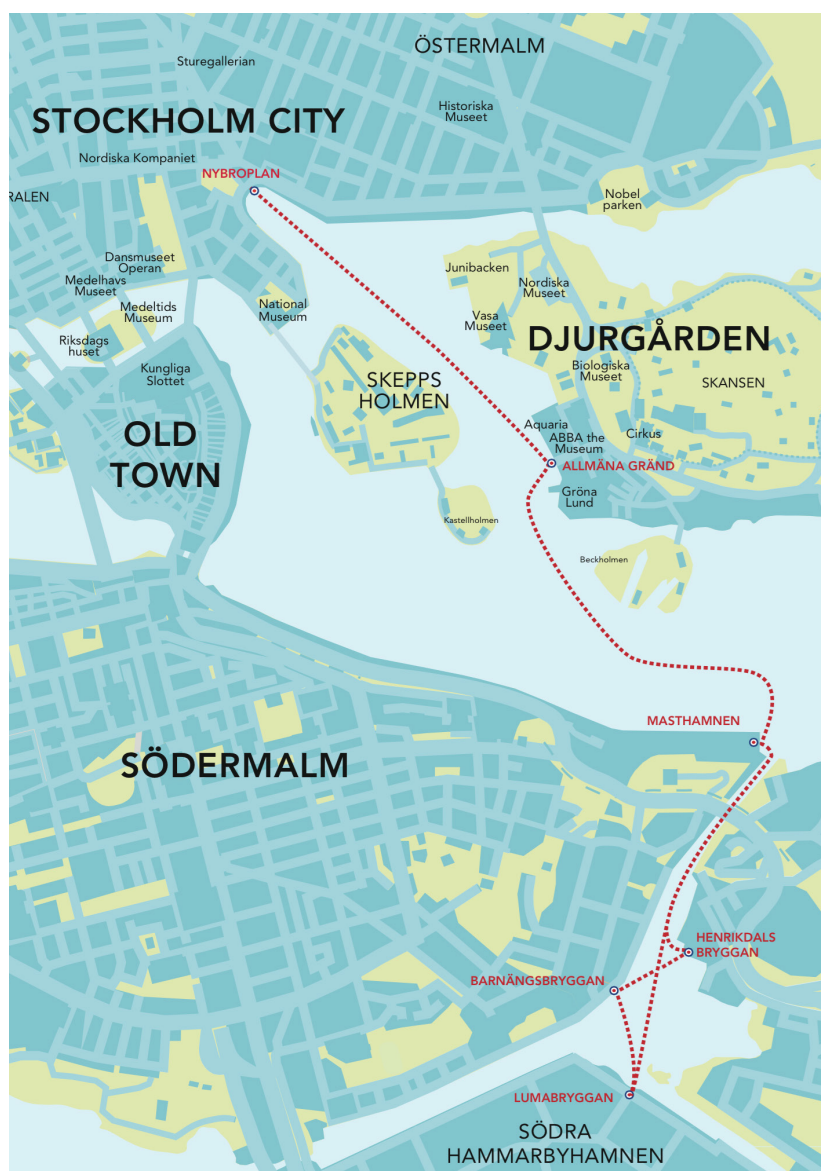 ÖSTERMALM
Sturegallerian
Historiska
Museet
STOCKHOLM CITY
Nordiska Kompaniet
NYBROPLAN
RALEN
Nobel
parken
Dansmuseet
Operan
Medelhavs
Museet
Medeltids
Museum
Riksdags
huset
National
Museum
Junibacken
Nordiska
Museet
Vasa
Museet
DJURGÅRDEN
Kungliga
Slottet
SKEPPS
HOLMEN
Biologiska
Museet
SKANSEN
OLD
TOWN
Aquaria
ABBA the
Museum
Cirkus
ALLMÄNA GRÄND
Gröna
Lund
Kastellholmen
Beckholmen
MASTHAMNEN
SÖDERMALM
HENRIKDALS
BRYGGAN
BARNÄNGSBRYGGAN
LUMABRYGGAN
SÖDRA
HAMMARBYHAMNEN